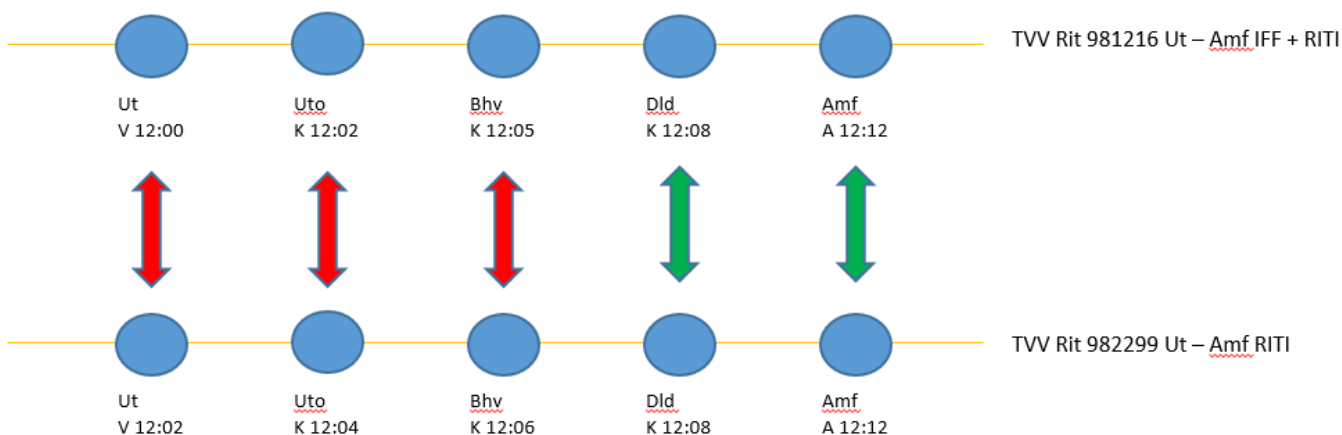 TVV Rit 981216 Ut – Amf IFF + RITI
Ut Uto Bhv Dld Amf
V 12:00 K 12:02 K 12:05 K 12:08 A 12:12
TVV Rit 982299 Ut – Amf RITI
Ut Uto Bhv Dld Amf
V 12:02 K 12:04 K 12:06 K 12:08 A 12:12